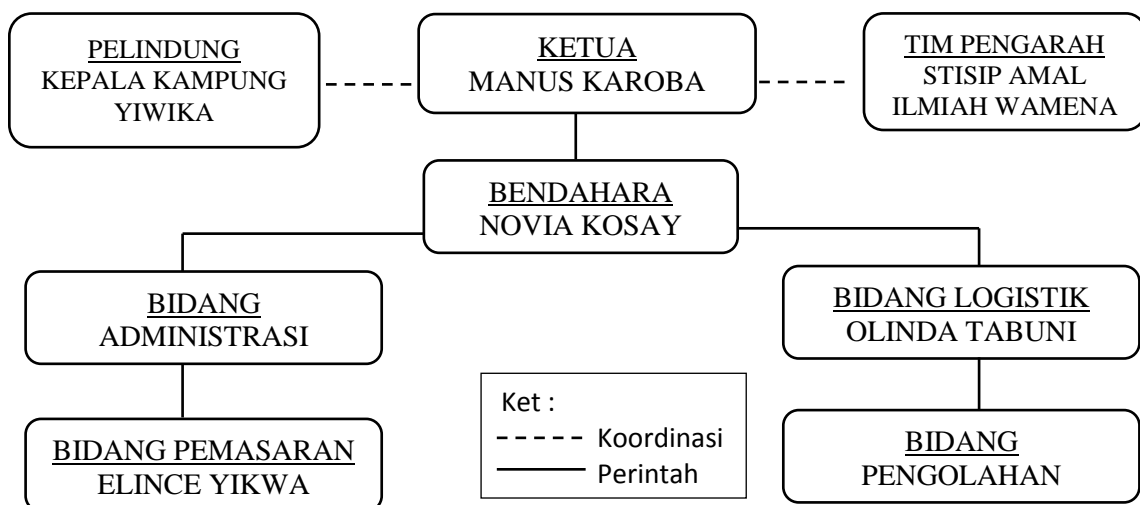 PELINDUNG
KEPALA KAMPUNG
YIWIKA
KETUA
MANUS KAROBA
TIM PENGARAH
STISIP AMAL
ILMIAH WAMENA
BENDAHARA
NOVIA KOSAY
BIDANG
ADMINISTRASI
BIDANG LOGISTIK
OLINDA TABUNI
BIDANG PEMASARAN
ELINCE YIKWA
Ket :
Koordinasi
Perintah
BIDANG
PENGOLAHAN